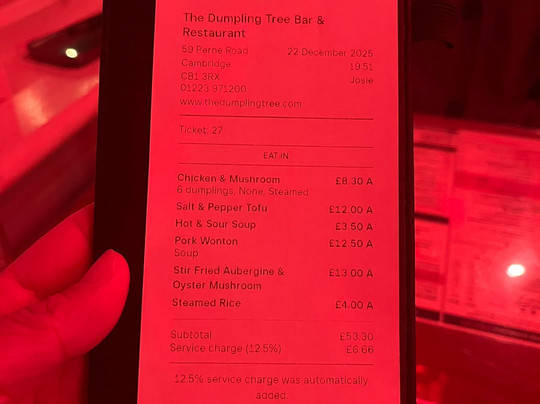 The Dumpling Tree Bar &
Restaurant
59 Perne Road 22 December 2025
Cambridge 19:51
CB1 3RX Josie
01223 971200
www.thedumplingtree.com
Ticket: 27
EAT IN
Chicken & Mushroom £8.30 A
6 dumplings, None, Steamed
Salt & Pepper Tofu £12.00 A
Hot & Sour Soup £3.50 A
Pork Wonton £12.50 A
Soup
Stir Fried Aubergine & £13.00 A
Oyster Mushroom
Steamed Rice £4.00 A
Subtotal £53.30
Service charge (12.5%) £6.66
12.5% service charge was automatically
added.